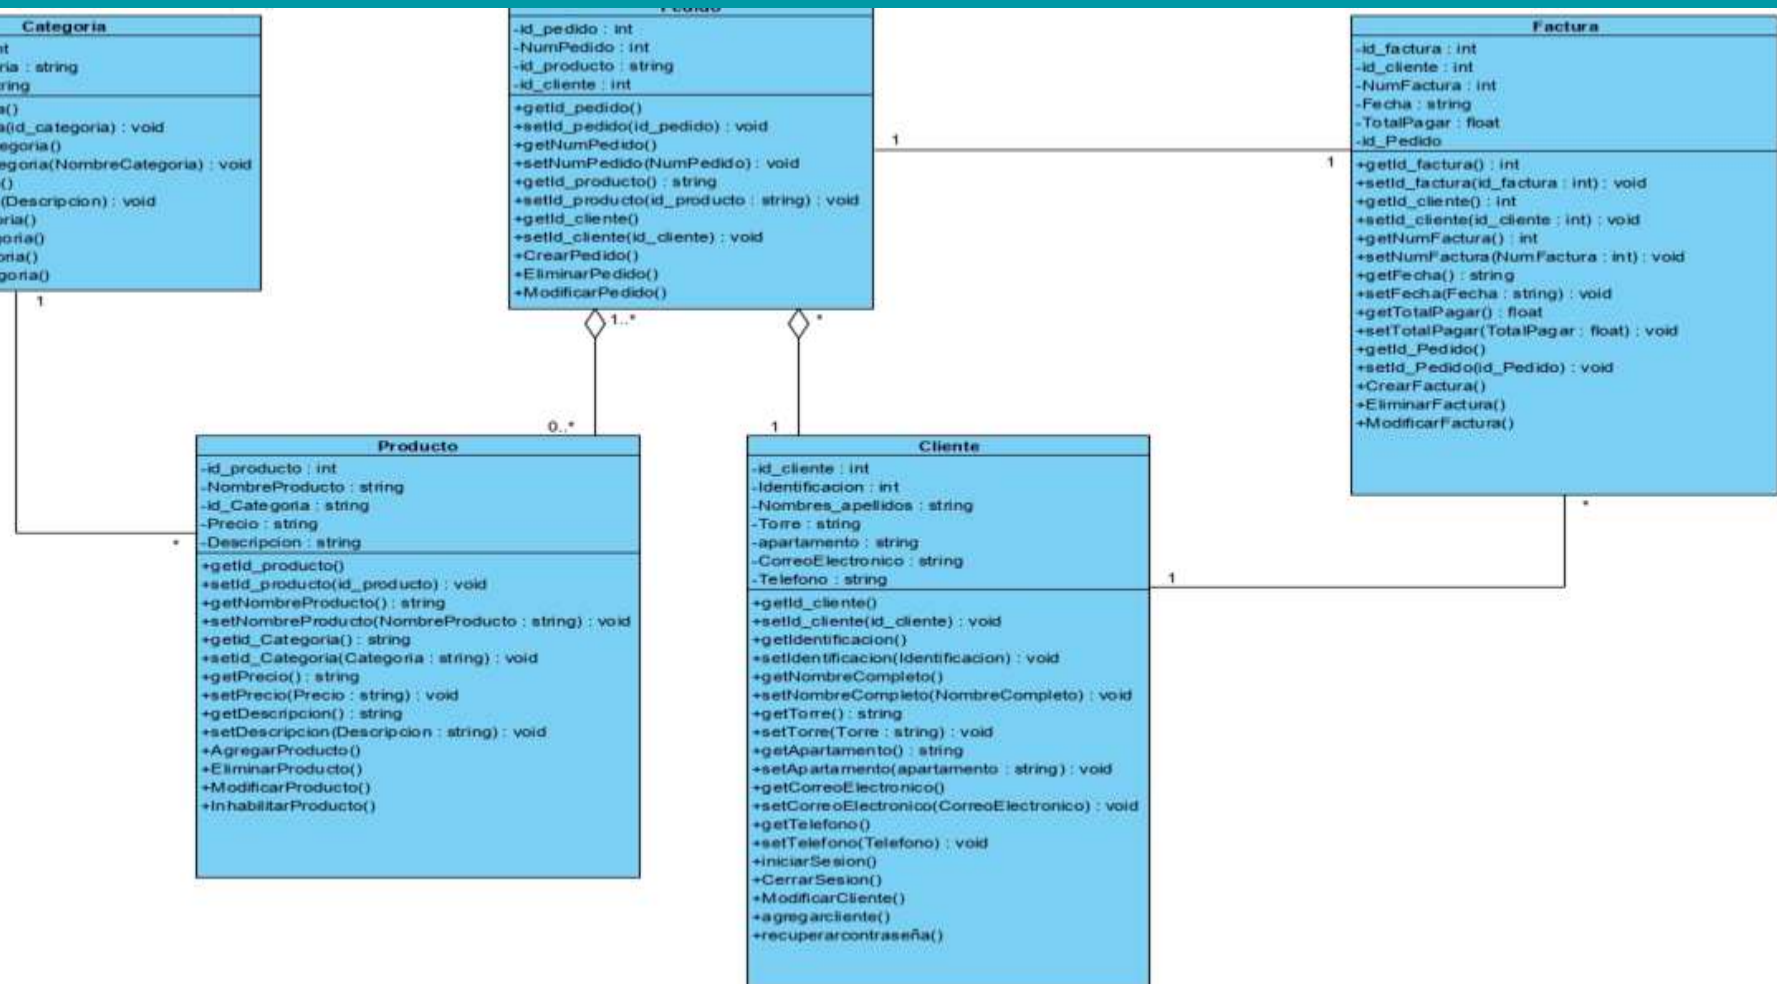 Categoria
: string
(id_categoria) : void
(NombreCategoria) : void
(Descripcion) : void
1
Pedido
-id_pedido : int
-NumPedido : int
-id_producto : string
-id_cliente : int
+getId_pedido()
+setId_pedido(id_pedido) : void
+getNumPedido()
+setNumPedido(NumPedido) : void
+getId_producto() : string
+setId_producto(id_producto : string) : void
+getId_cliente()
+setId_cliente(id_cliente) : void
+CrearPedido()
+EliminarPedido()
+ModificarPedido()
1
1
1..*
*
0..*
1
Factura
-id_factura : int
-id_cliente : int
-NumFactura : int
-Fecha : string
-TotalPagar : float
-id_Pedido
+getId_factura() : int
+setId_factura(id_factura : int) : void
+getId_cliente() : int
+setId_cliente(id_cliente : int) : void
+getNumFactura() : int
+setNumFactura(NumFactura : int) : void
+getFecha() : string
+setFecha(Fecha : string) : void
+getTotalPagar() : float
+setTotalPagar(TotalPagar : float) : void
+getId_Pedido()
+setId_Pedido(id_Pedido) : void
+CrearFactura()
+EliminarFactura()
+ModificarFactura()
*
Producto
-id_producto : int
-NombreProducto : string
-id_Categoria : string
-Precio : string
-Descripcion : string
+getId_producto()
+setId_producto(id_producto) : void
+getNombreProducto() : string
+setNombreProducto(NombreProducto : string) : void
+getid_Categoria() : string
+setid_Categoria(Categoria : string) : void
+getPrecio() : string
+setPrecio(Precio : string) : void
+getDescripcion() : string
+setDescripcion(Descripcion : string) : void
+AgregarProducto()
+EliminarProducto()
+ModificarProducto()
+InhabilitarProducto()
*
Cliente
-id_cliente : int
-Identificacion : int
-Nombres_apellidos : string
-Torre : string
-apartamento : string
-CorreoElectronico : string
-Telefono : string
+getId_cliente()
+setId_cliente(id_cliente) : void
+getIdentificacion()
+setIdentificacion(Identificacion) : void
+getNombreCompleto()
+setNombreCompleto(NombreCompleto) : void
+getTorre() : string
+setTorre(Torre : string) : void
+getApartamento() : string
+setApartamento(apartamento : string) : void
+getCorreoElectronico()
+setCorreoElectronico(CorreoElectronico) : void
+getTelefono()
+setTelefono(Telefono) : void
+iniciarSesion()
+CerrarSesion()
+ModificarCliente()
+agregarcliente()
+recuperarcontraseña()
1